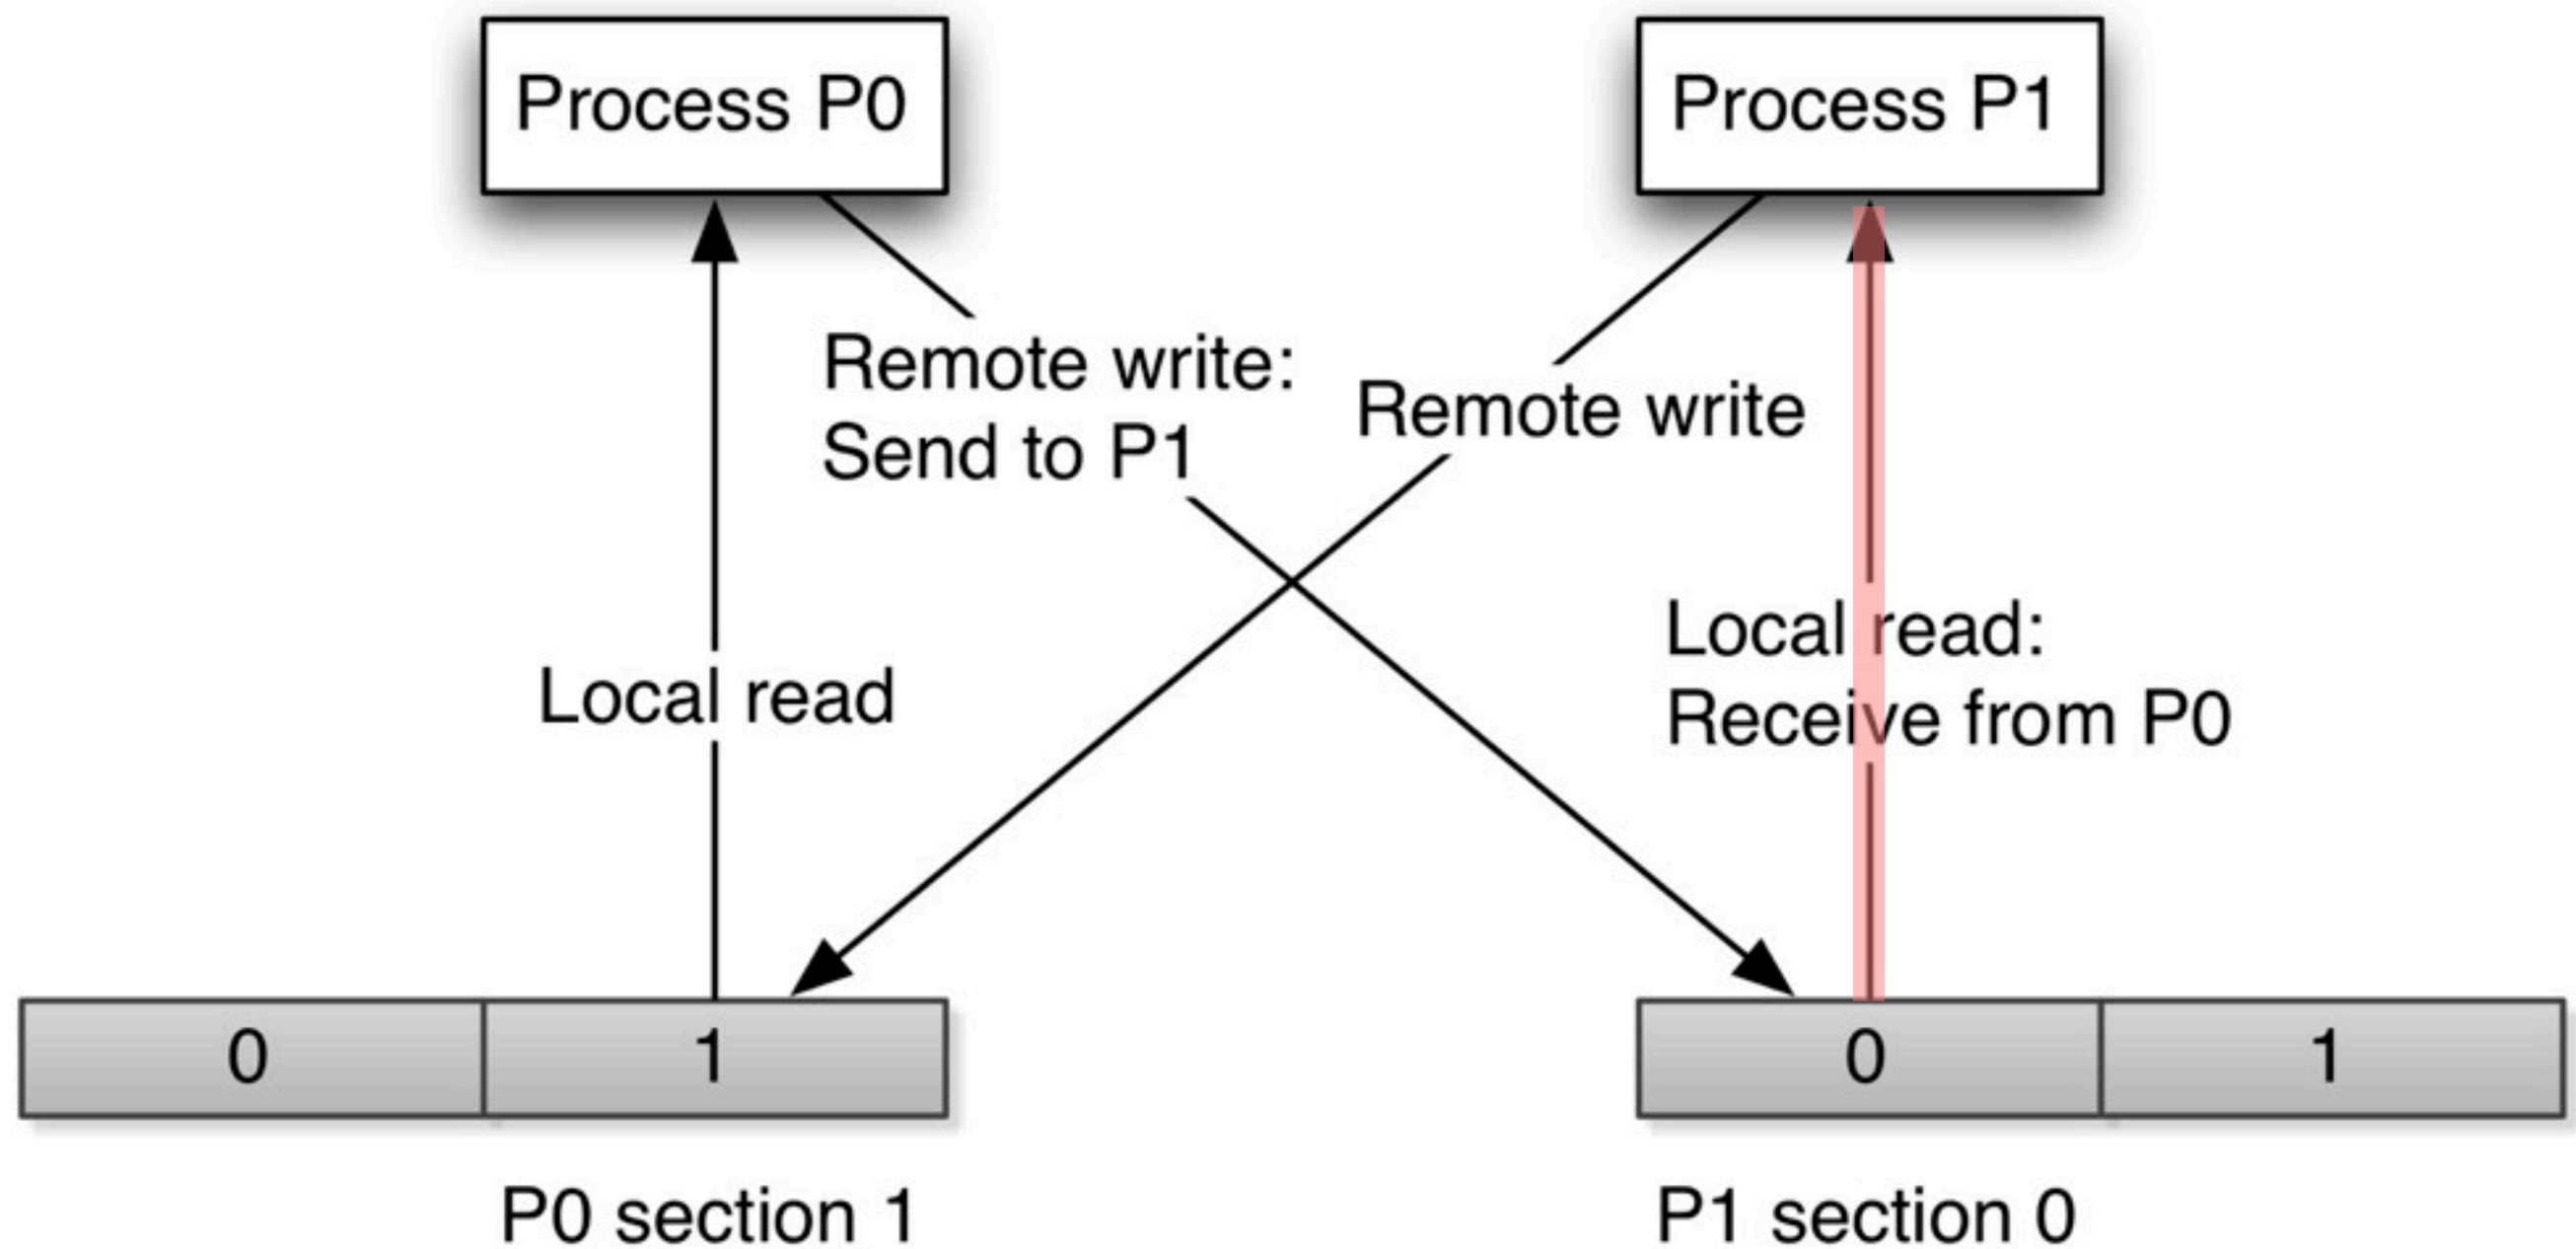 Process P0
Process P1
Remote write:
Send to P1
Remote write
Local read
Local read:
Receive from P0
0
1
0
1
P0 section 1
P1 section 0